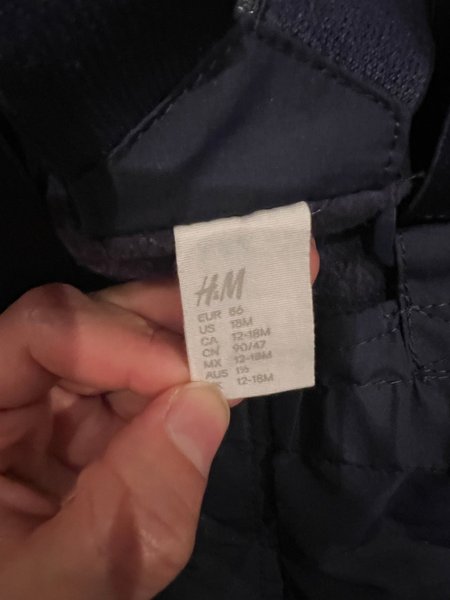 H&M
EUR 86
US 18M
CA 12-18M
CN 90/47
MX 12-18M
AUS 1½
12-18M